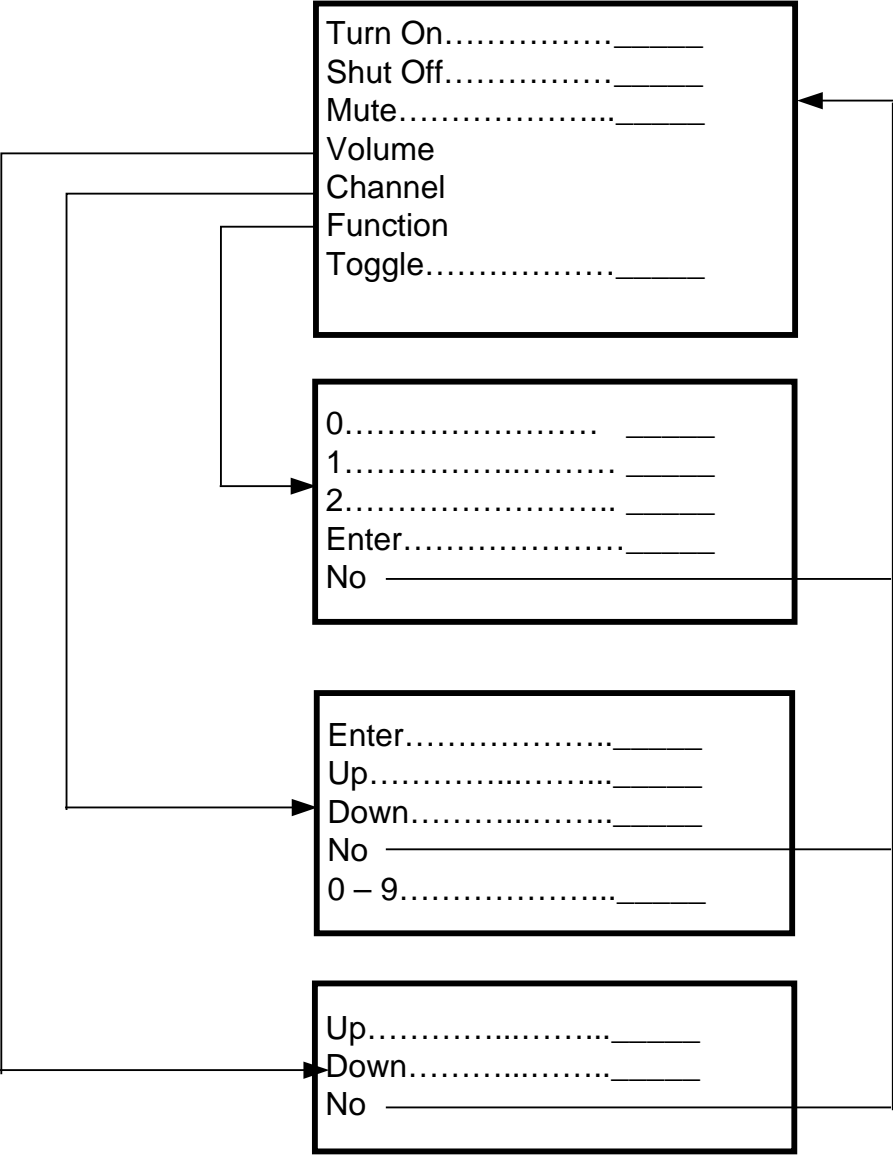 Turn On……………._____
Shut Off……………._____
Mute…………………..._____
Volume
Channel
Function
Toggle………………._____
0…………………… _____
1……………..……… _____
2…………………….. _____
Enter…………………_____
No
Enter……………….._____
Up…………...……..._____
Down………...…….._____
No
0 – 9………………..._____
Up…………...…….._____
Down………...…….._____
No